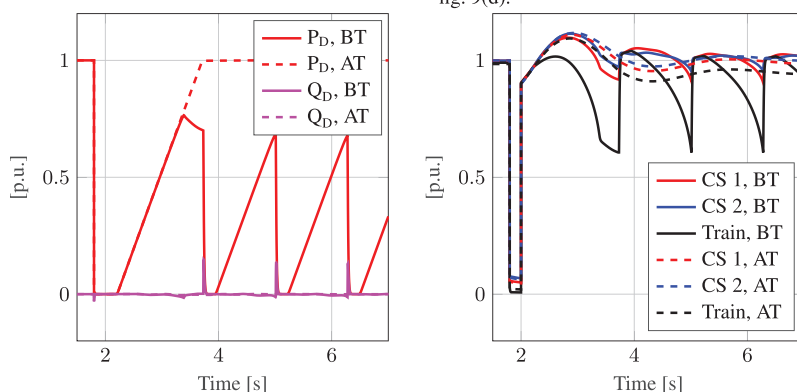 fig. 9(d).
1
0.5
0
[p.u.]
2
4
6
Time [s]
P_D, BT
P_D, AT
Q_D, BT
Q_D, AT
1
0.5
0
[p.u.]
2
4
6
Time [s]
CS 1, BT
CS 2, BT
Train, BT
CS 1, AT
CS 2, AT
Train, AT